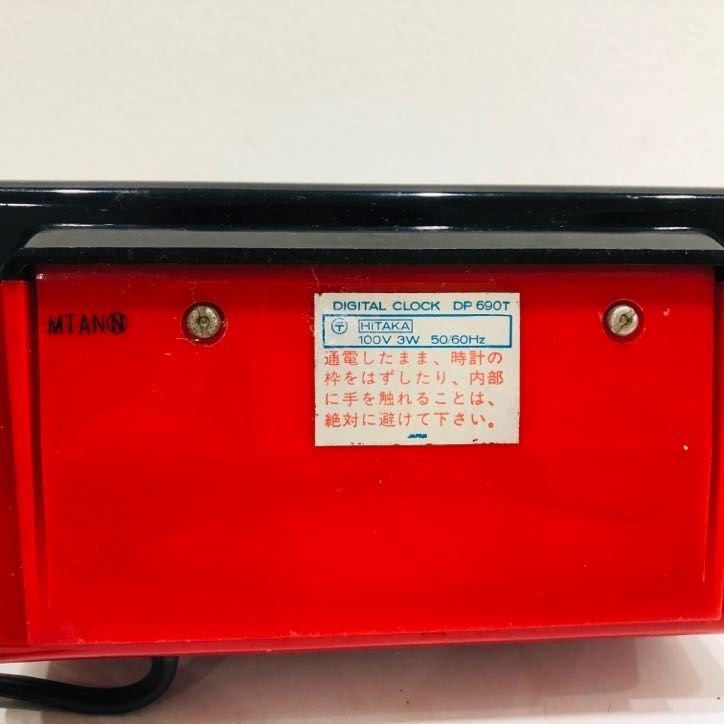 DIGITAL CLOCK DP 690T
〒 HITAKA
100V 3W 50/60Hz
通電したまま、時計の
枠をはずしたり、内部
に手を触れることは、
絶対に避けて下さい。
JAPAN
MTANⓃ